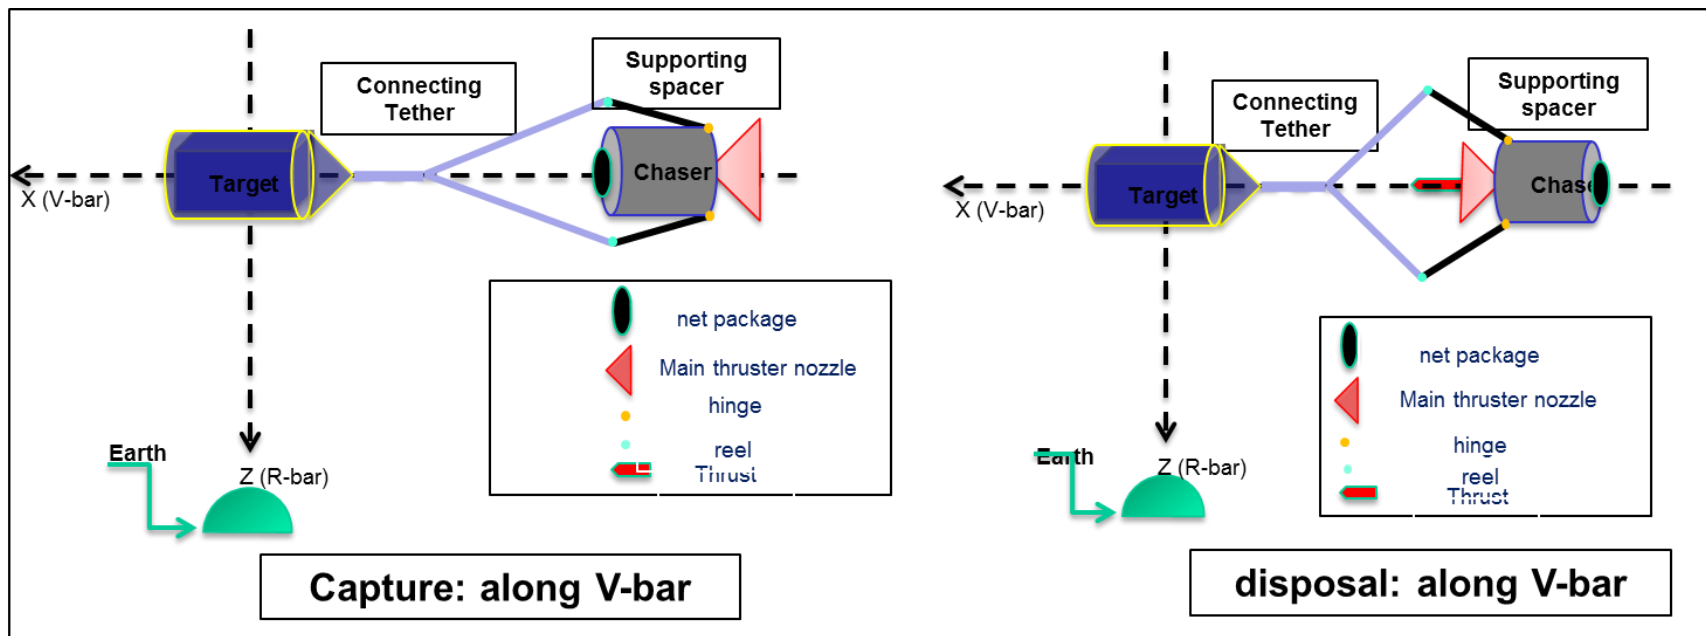 Connecting
Tether
Supporting
spacer
Target
Chaser
X (V-bar)
net package
Main thruster nozzle
hinge
reel
Thrust
Earth
Z (R-bar)
Capture: along V-bar
Connecting
Tether
Supporting
spacer
Target
Chase
X (V-bar)
net package
Main thruster nozzle
hinge
reel
Thrust
Earth
Z (R-bar)
disposal: along V-bar